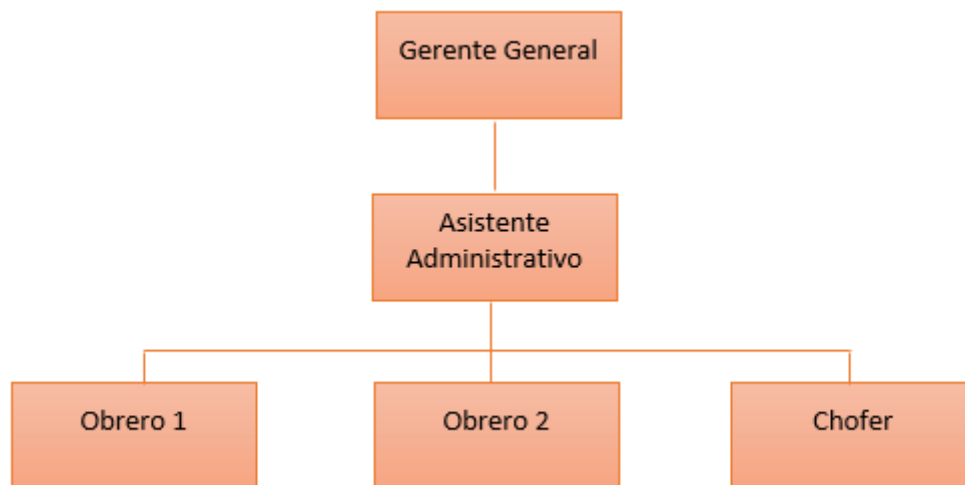 Gerente General
Asistente
Administrativo
Obrero 1
Obrero 2
Chofer